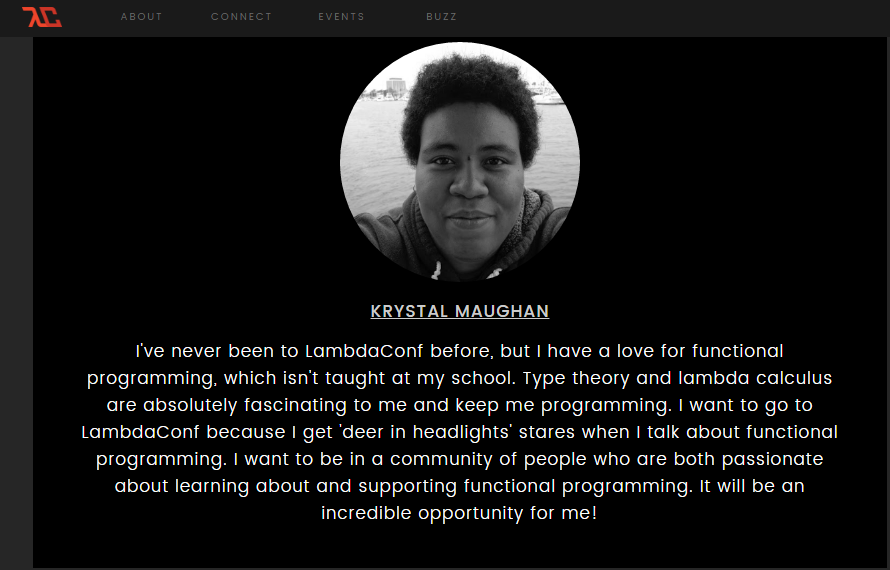 ABOUT CONNECT EVENTS BUZZ
KRYSTAL MAUGHAN
I've never been to LambdaConf before, but I have a love for functional
programming, which isn't taught at my school. Type theory and lambda calculus
are absolutely fascinating to me and keep me programming. I want to go to
LambdaConf because I get 'deer in headlights' stares when I talk about functional
programming. I want to be in a community of people who are both passionate
about learning about and supporting functional programming. It will be an
incredible opportunity for me!